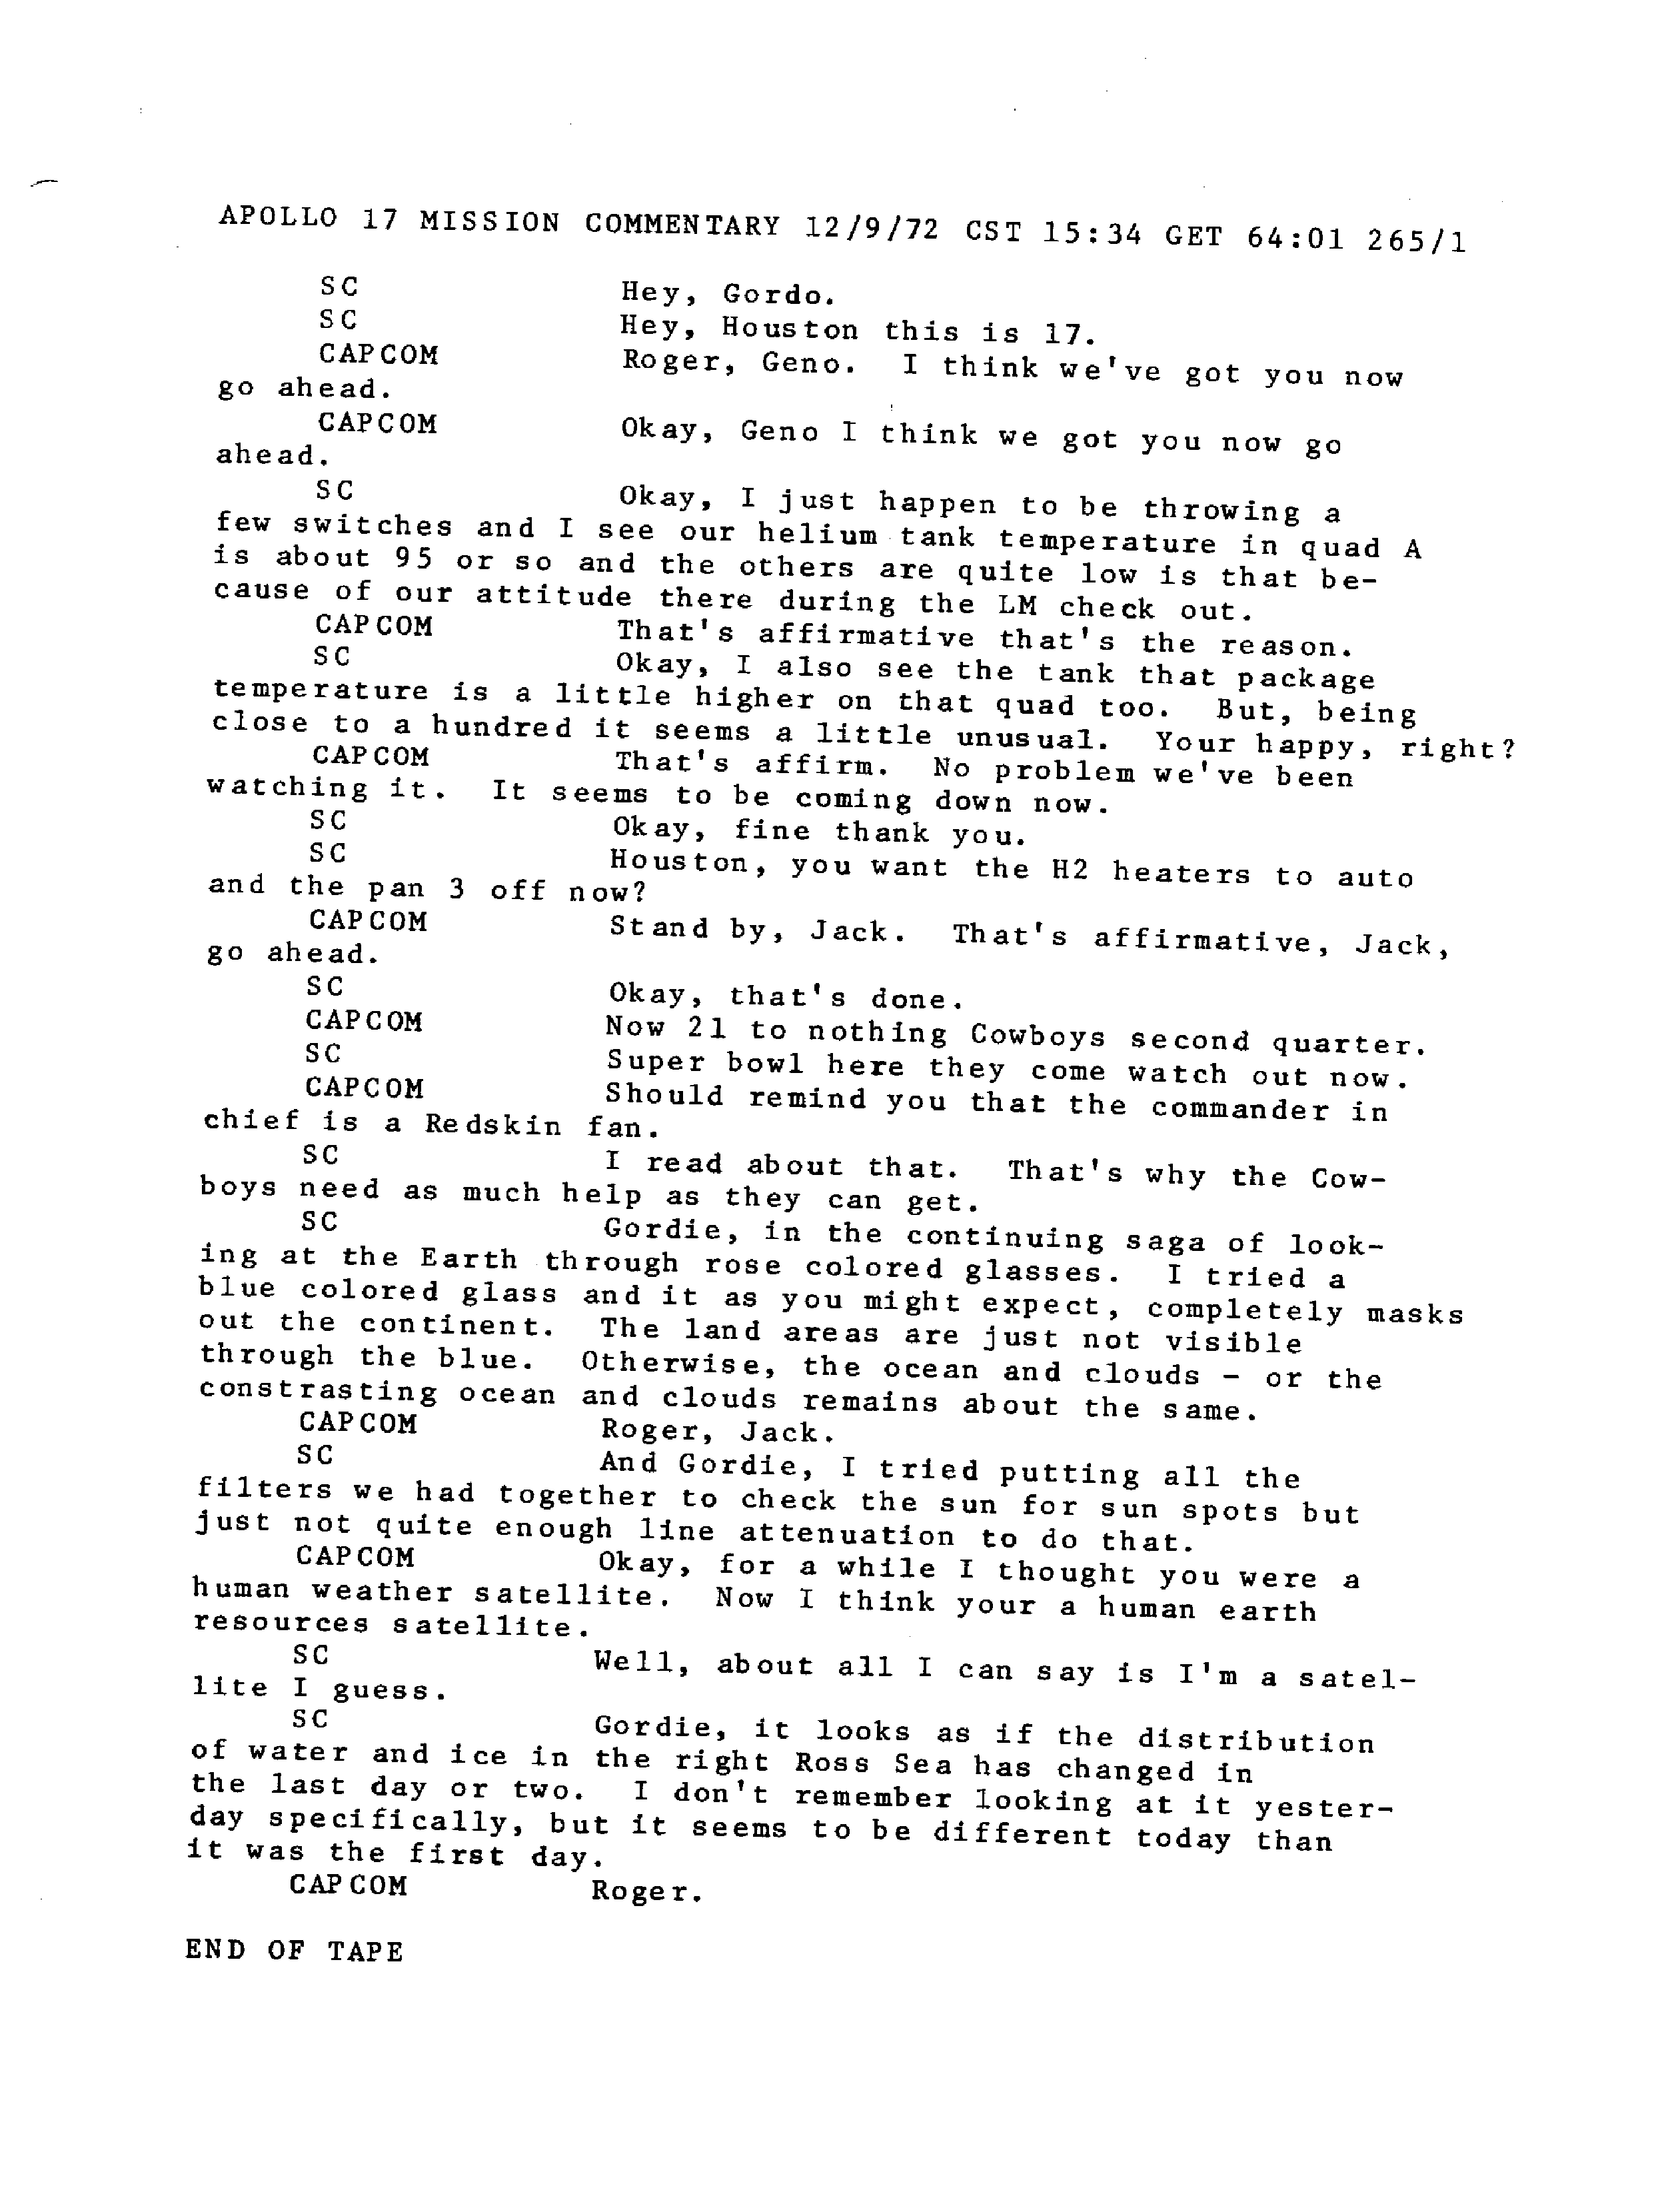 APOLLO 17 MISSION COMMENTARY 12/9/72 CST 15:34 GET 64:01 265/1
SC Hey, Gordo.
SC Hey, Houston this is 17.
CAPCOM Roger, Geno. I think we've got you now
go ahead.
CAPCOM Okay, Geno I think we got you now go
ahead.
SC Okay, I just happen to be throwing a
few switches and I see our helium tank temperature in quad A
is about 95 or so and the others are quite low is that be-
cause of our attitude there during the LM check out.
CAPCOM That's affirmative that's the reason.
SC Okay, I also see the tank that package
temperature is a little higher on that quad too. But, being
close to a hundred it seems a little unusual. Your happy, right?
CAPCOM That's affirm. No problem we've been
watching it. It seems to be coming down now.
SC Okay, fine thank you.
SC Houston, you want the H2 heaters to auto
and the pan 3 off now?
CAPCOM Stand by, Jack. That's affirmative, Jack,
go ahead.
SC Okay, that's done.
CAPCOM Now 21 to nothing Cowboys second quarter.
SC Super bowl here they come watch out now.
CAPCOM Should remind you that the commander in
chief is a Redskin fan.
SC I read about that. That's why the Cow-
boys need as much help as they can get.
SC Gordie, in the continuing saga of look-
ing at the Earth through rose colored glasses. I tried a
blue colored glass and it as you might expect, completely masks
out the continent. The land areas are just not visible
through the blue. Otherwise, the ocean and clouds - or the
constrasting ocean and clouds remains about the same.
CAPCOM Roger, Jack.
SC And Gordie, I tried putting all the
filters we had together to check the sun for sun spots but
just not quite enough line attenuation to do that.
CAPCOM Okay, for a while I thought you were a
human weather satellite. Now I think your a human earth
resources satellite.
SC Well, about all I can say is I'm a satel-
lite I guess.
SC Gordie, it looks as if the distribution
of water and ice in the right Ross Sea has changed in
the last day or two. I don't remember looking at it yester-
day specifically, but it seems to be different today than
it was the first day.
CAPCOM Roger.
END OF TAPE